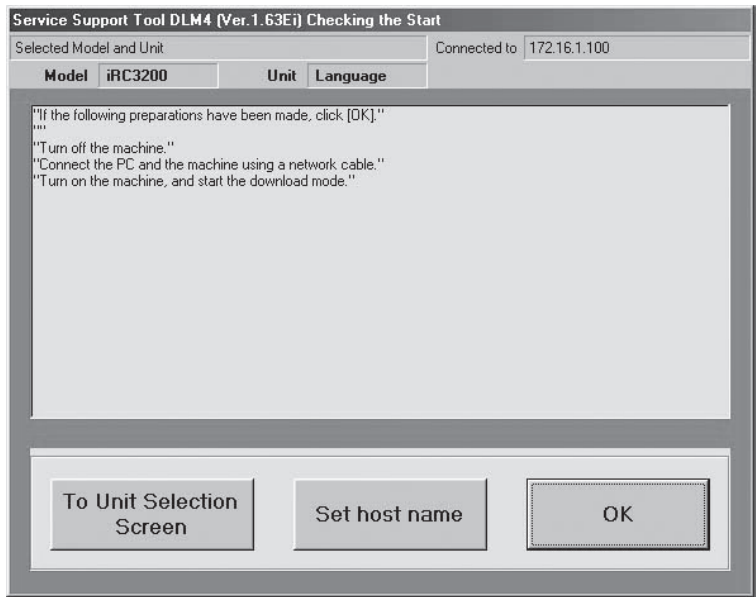 Service Support Tool DLM4 (Ver.1.63Ei) Checking the Start
Selected Model and Unit
Connected to 172.16.1.100
Model iRC3200 Unit Language
"If the following preparations have been made, click [OK]."
""
"Turn off the machine."
"Connect the PC and the machine using a network cable."
"Turn on the machine, and start the download mode."
To Unit Selection
Screen
Set host name
OK